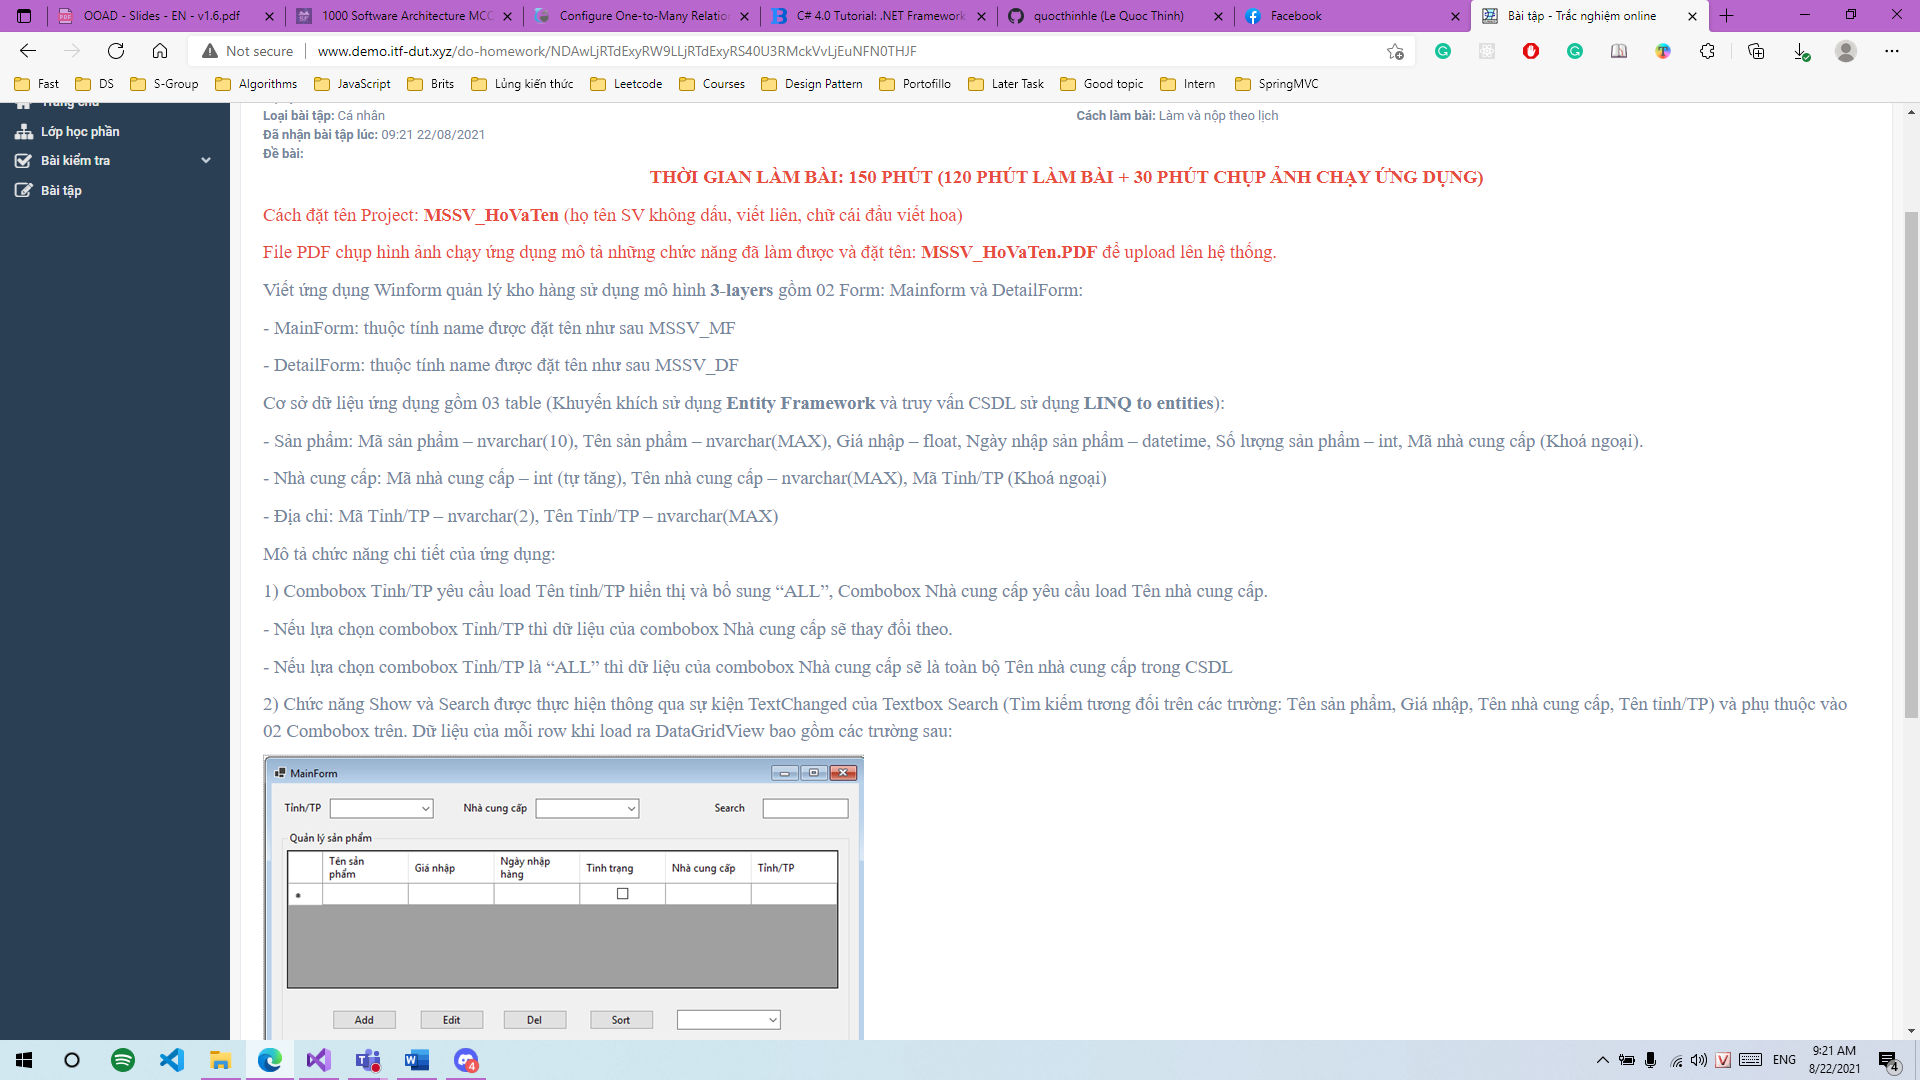 OOAD - Slides - EN - v1.6.pdf
1000 Software Architecture MCQ
Configure One-to-Many Relation
C# 4.0 Tutorial: .NET Framework
quocthinhle (Le Quoc Thinh)
Facebook
Bài tập - Trắc nghiệm online
Not secure | www.demo.itf-dut.xyz/do-homework/NDAwLjRTdExyRW9LLjRTdExyRS40U3RMckVvLjEuNFN0THJF
Fast DS S-Group Algorithms JavaScript Brits Lủng kiến thức Leetcode Courses Design Pattern Portofillo Later Task Good topic Intern SpringMVC
Trang chủ
Lớp học phần
Bài kiểm tra
Bài tập
Loại bài tập: Cá nhân
Cách làm bài: Làm và nộp theo lịch
Đã nhận bài tập lúc: 09:21 22/08/2021
Đề bài:
THỜI GIAN LÀM BÀI: 150 PHÚT (120 PHÚT LÀM BÀI + 30 PHÚT CHỤP ẢNH CHẠY ỨNG DỤNG)
Cách đặt tên Project: MSSV_HoVaTen (họ tên SV không dấu, viết liên, chữ cái đầu viết hoa)
File PDF chụp hình ảnh chạy ứng dụng mô tả những chức năng đã làm được và đặt tên: MSSV_HoVaTen.PDF để upload lên hệ thống.
Viết ứng dụng Winform quản lý kho hàng sử dụng mô hình 3-layers gồm 02 Form: Mainform và DetailForm:
- MainForm: thuộc tính name được đặt tên như sau MSSV_MF
- DetailForm: thuộc tính name được đặt tên như sau MSSV_DF
Cơ sở dữ liệu ứng dụng gồm 03 table (Khuyến khích sử dụng Entity Framework và truy vấn CSDL sử dụng LINQ to entities):
- Sản phẩm: Mã sản phẩm – nvarchar(10), Tên sản phẩm – nvarchar(MAX), Giá nhập – float, Ngày nhập sản phẩm – datetime, Số lượng sản phẩm – int, Mã nhà cung cấp (Khoá ngoại).
- Nhà cung cấp: Mã nhà cung cấp – int (tự tăng), Tên nhà cung cấp – nvarchar(MAX), Mã Tỉnh/TP (Khoá ngoại)
- Địa chỉ: Mã Tỉnh/TP – nvarchar(2), Tên Tỉnh/TP – nvarchar(MAX)
Mô tả chức năng chi tiết của ứng dụng:
1) Combobox Tỉnh/TP yêu cầu load Tên tỉnh/TP hiển thị và bổ sung “ALL”, Combobox Nhà cung cấp yêu cầu load Tên nhà cung cấp.
- Nếu lựa chọn combobox Tỉnh/TP thì dữ liệu của combobox Nhà cung cấp sẽ thay đổi theo.
- Nếu lựa chọn combobox Tỉnh/TP là “ALL” thì dữ liệu của combobox Nhà cung cấp sẽ là toàn bộ Tên nhà cung cấp trong CSDL
2) Chức năng Show và Search được thực hiện thông qua sự kiện TextChanged của Textbox Search (Tìm kiếm tương đối trên các trường: Tên sản phẩm, Giá nhập, Tên nhà cung cấp, Tên tỉnh/TP) và phụ thuộc vào
02 Combobox trên. Dữ liệu của mỗi row khi load ra DataGridView bao gồm các trường sau:
MainForm
Tỉnh/TP Nhà cung cấp Search
Quản lý sản phẩm
Tên sản phẩm Giá nhập Ngày nhập hàng Tình trạng Nhà cung cấp Tỉnh/TP
Add Edit Del Sort
4
ENG
9:21 AM
8/22/2021
4